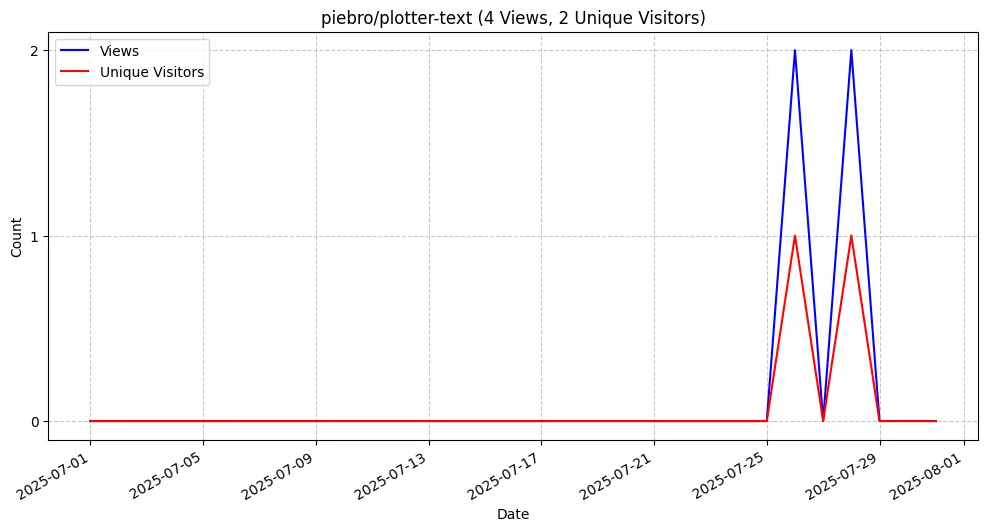 piebro/plotter-text (4 Views, 2 Unique Visitors)
Views
Unique Visitors
Count
2
1
0
2025-07-01
2025-07-05
2025-07-09
2025-07-13
2025-07-17
2025-07-21
2025-07-25
2025-07-29
2025-08-01
Date